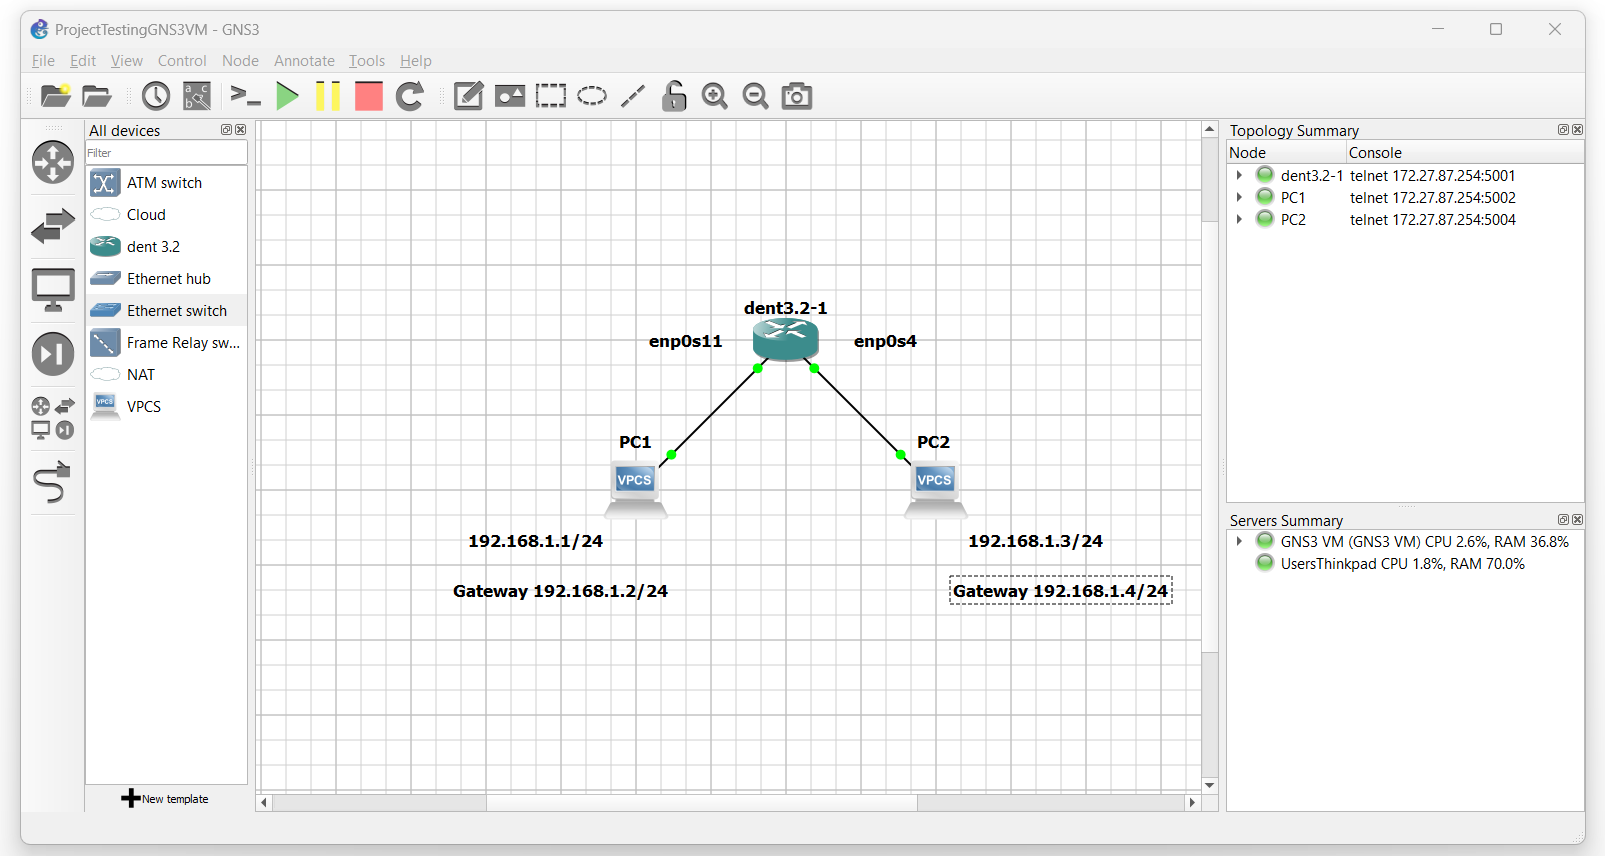 ProjectTestingGNS3VM - GNS3
File Edit View Control Node Annotate Tools Help
All devices
Filter
ATM switch
Cloud
dent 3.2
Ethernet hub
Ethernet switch
Frame Relay sw...
NAT
VPCS
VPCS
New template
dent3.2-1
enp0s11
enp0s4
PC1
PC2
VPCS
VPCS
192.168.1.1/24
192.168.1.3/24
Gateway 192.168.1.2/24
Gateway 192.168.1.4/24
Topology Summary
Node Console
dent3.2-1 telnet 172.27.87.254:5001
PC1 telnet 172.27.87.254:5002
PC2 telnet 172.27.87.254:5004
Servers Summary
GNS3 VM (GNS3 VM) CPU 2.6%, RAM 36.8%
UsersThinkpad CPU 1.8%, RAM 70.0%